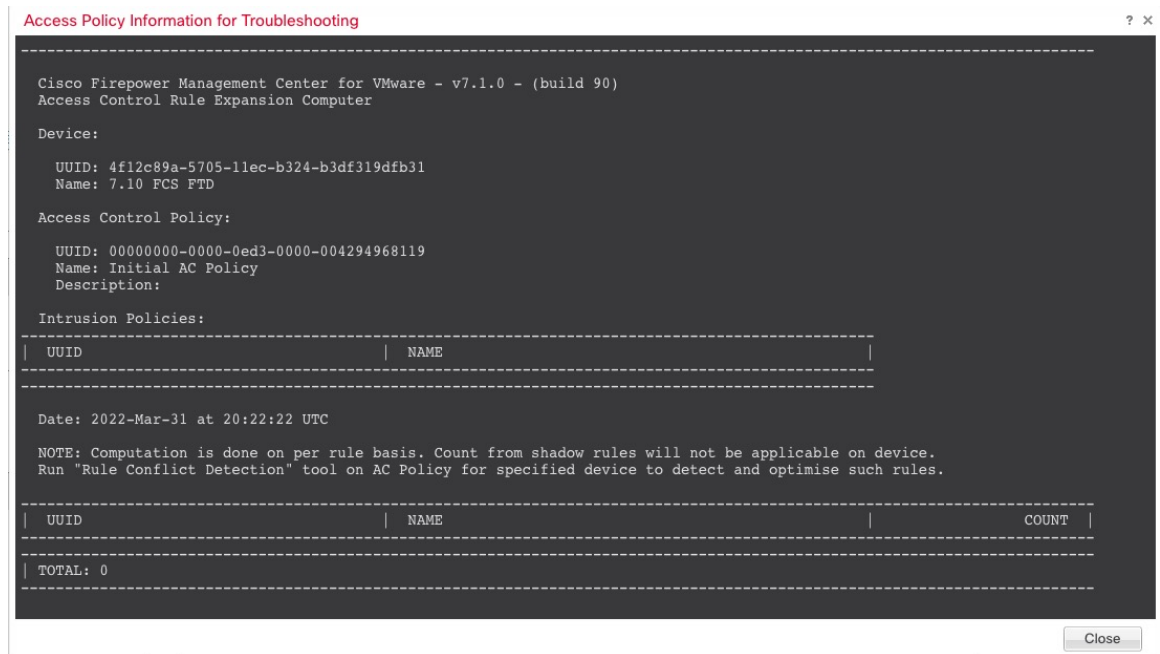 Access Policy Information for Troubleshooting ? ×
Cisco Firepower Management Center for VMware - v7.1.0 - (build 90)
Access Control Rule Expansion Computer
Device:
UUID: 4f12c89a-5705-11ec-b324-b3df319dfb31
Name: 7.10 FCS FTD
Access Control Policy:
UUID: 00000000-0000-0ed3-0000-004294968119
Name: Initial AC Policy
Description:
Intrusion Policies:
| UUID | NAME |
Date: 2022-Mar-31 at 20:22:22 UTC
NOTE: Computation is done on per rule basis. Count from shadow rules will not be applicable on device.
Run "Rule Conflict Detection" tool on AC Policy for specified device to detect and optimise such rules.
| UUID | NAME | COUNT |
| TOTAL: 0
Close